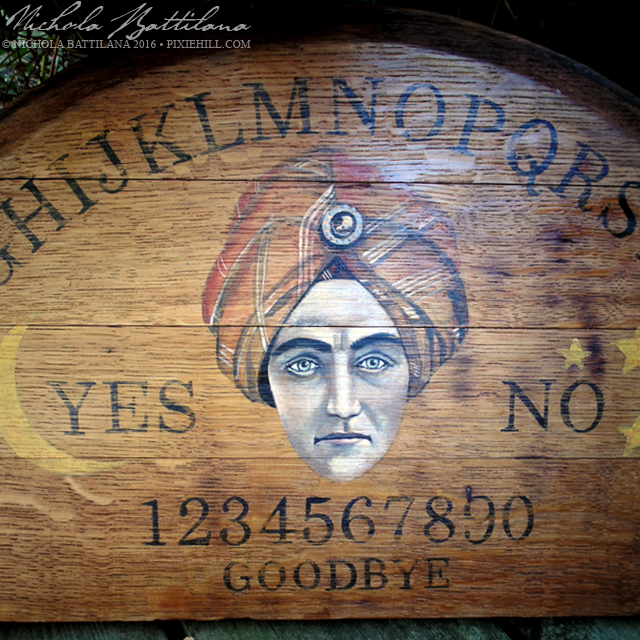 Nichola Battilana
© NICHOLA BATTILANA 2016 • PIXIEHILL.COM
GHIJKLMNOPQRS
YES NO
1234567890
GOODBYE